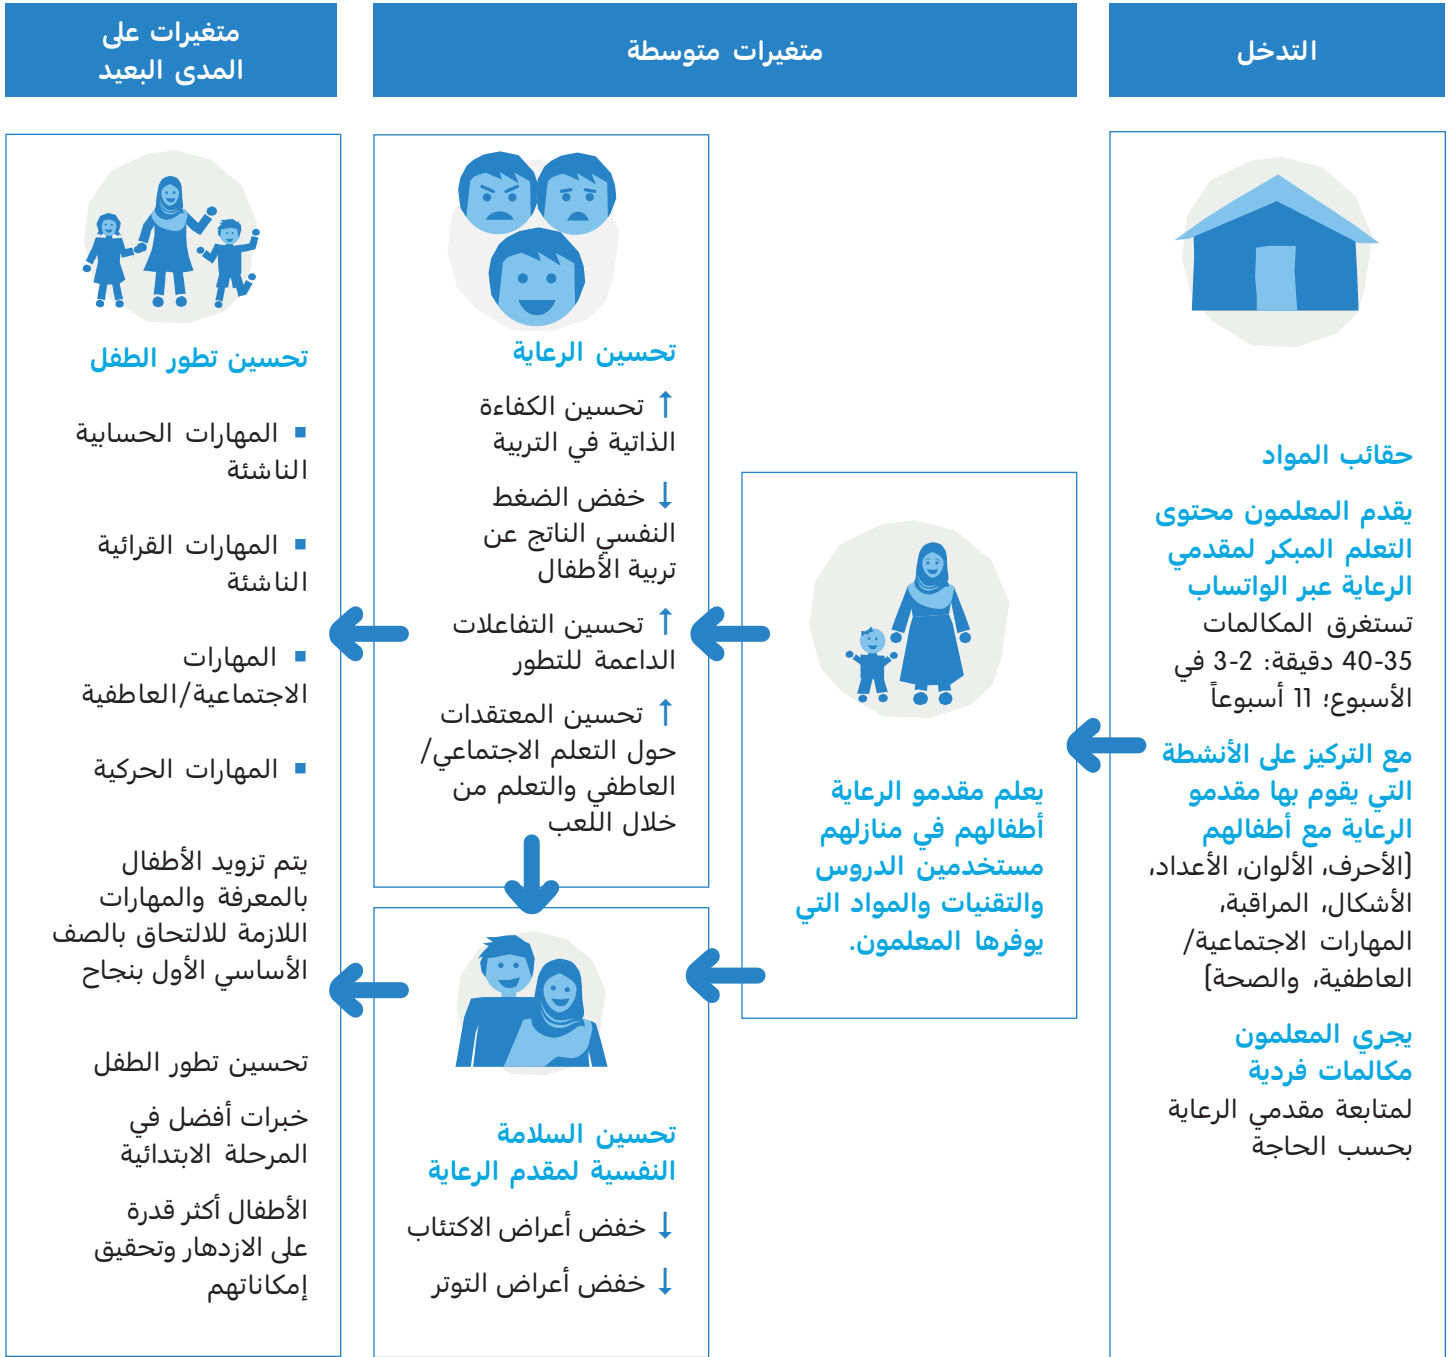 التدخل
متغيرات متوسطة
متغيرات على
المدى البعيد
حقائب المواد
يقدم المعلمون محتوى
التعلم المبكر لمقدمي
الرعاية عبر الواتساب
تستغرق المكالمات
35-40 دقيقة: 2-3 في
الأسبوع؛ 11 أسبوعاً
مع التركيز على الأنشطة
التي يقوم بها مقدمو
الرعاية مع أطفالهم
(الأحرف، الألوان، الأعداد،
الأشكال، المراقبة،
المهارات الاجتماعية/
العاطفية، والصحة)
يجري المعلمون
مكالمات فردية
لمتابعة مقدمي الرعاية
بحسب الحاجة
يعلم مقدمو الرعاية
أطفالهم في منازلهم
مستخدمين الدروس
والتقنيات والمواد التي
يوفرها المعلمون.
تحسين الرعاية
↑ تحسين الكفاءة
الذاتية في التربية
↓ خفض الضغط
النفسي الناتج عن
تربية الأطفال
↑ تحسين التفاعلات
الداعمة للتطور
↑ تحسين المعتقدات
حول التعلم الاجتماعي/
العاطفي والتعلم من
خلال اللعب
تحسين السلامة
النفسية لمقدم الرعاية
↓ خفض أعراض الاكتئاب
↓ خفض أعراض التوتر
تحسين تطور الطفل
▪ المهارات الحسابية
الناشئة
▪ المهارات القرائية
الناشئة
▪ المهارات
الاجتماعية/العاطفية
▪ المهارات الحركية
يتم تزويد الأطفال
بالمعرفة والمهارات
اللازمة للالتحاق بالصف
الأساسي الأول بنجاح
تحسين تطور الطفل
خبرات أفضل في
المرحلة الابتدائية
الأطفال أكثر قدرة
على الازدهار وتحقيق
إمكاناتهم